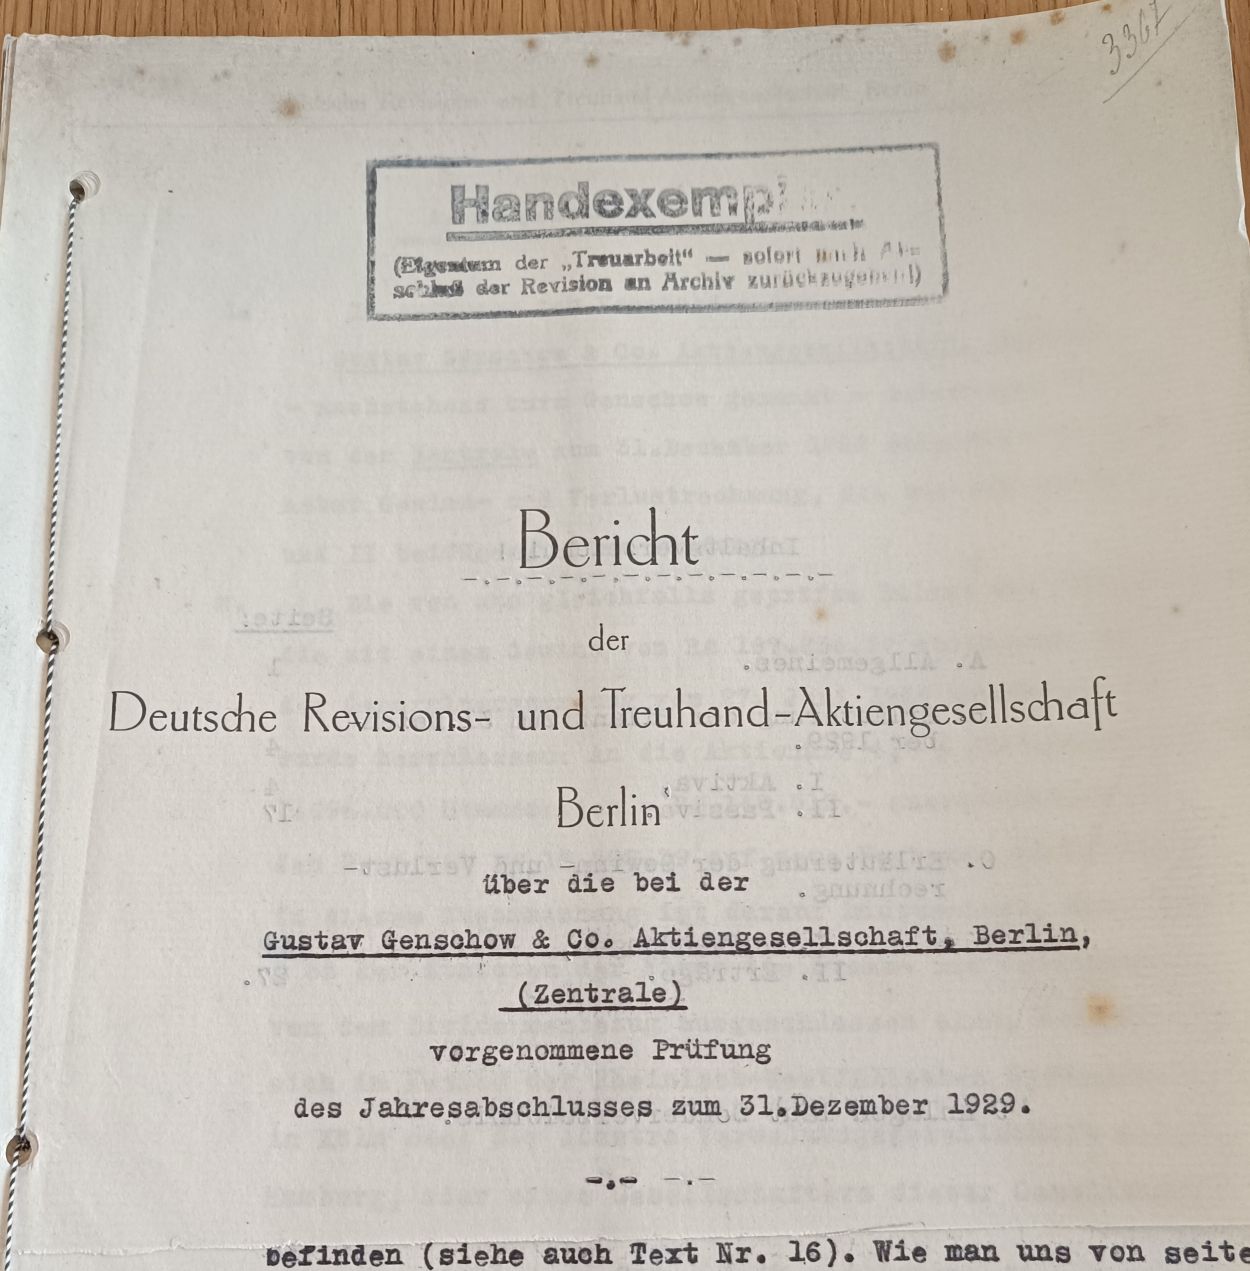 3367
Handexemp
(Eigentum der „Treuarbeit“ — sofort nach Ab-
schluß der Revision an Archiv zurückzugeben!)
Bericht
der
Deutsche Revisions- und Treuhand-Aktiengesellschaft
Berlin
über die bei der
Gustav Genschow & Co. Aktiengesellschaft, Berlin,
(Zentrale)
vorgenommene Prüfung
des Jahresabschlusses zum 31.Dezember 1929.
-.- -.-
befinden (siehe auch Text Nr. 16). Wie man uns von seite